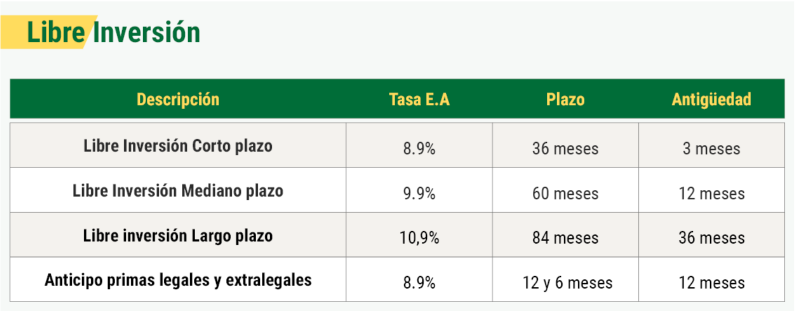 Libre Inversión
Descripción Tasa E.A Plazo Antigüedad
Libre Inversión Corto plazo 8.9% 36 meses 3 meses
Libre Inversión Mediano plazo 9.9% 60 meses 12 meses
Libre inversión Largo plazo 10,9% 84 meses 36 meses
Anticipo primas legales y extralegales 8.9% 12 y 6 meses 12 meses